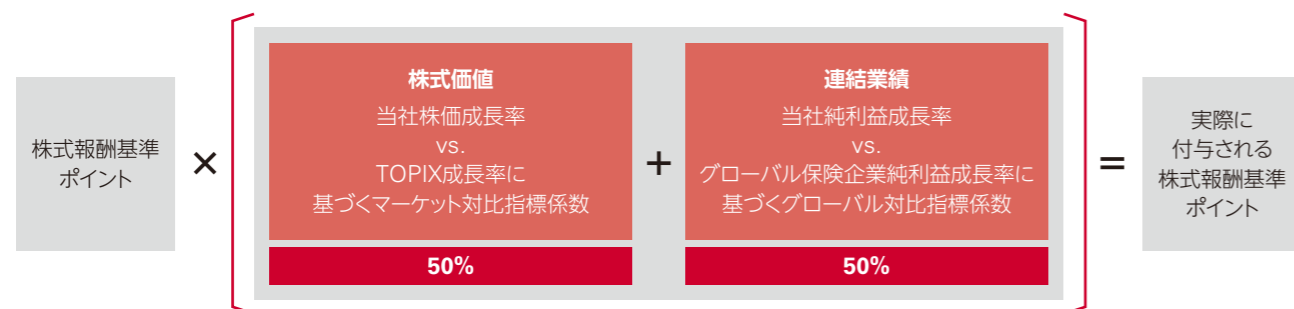 株式報酬基準
ポイント
×
株式価値
当社株価成長率
vs.
TOPIX成長率に
基づくマーケット対比指標係数
50%
+
連結業績
当社純利益成長率
vs.
グローバル保険企業純利益成長率に
基づくグローバル対比指標係数
50%
=
実際に
付与される
株式報酬基準
ポイント